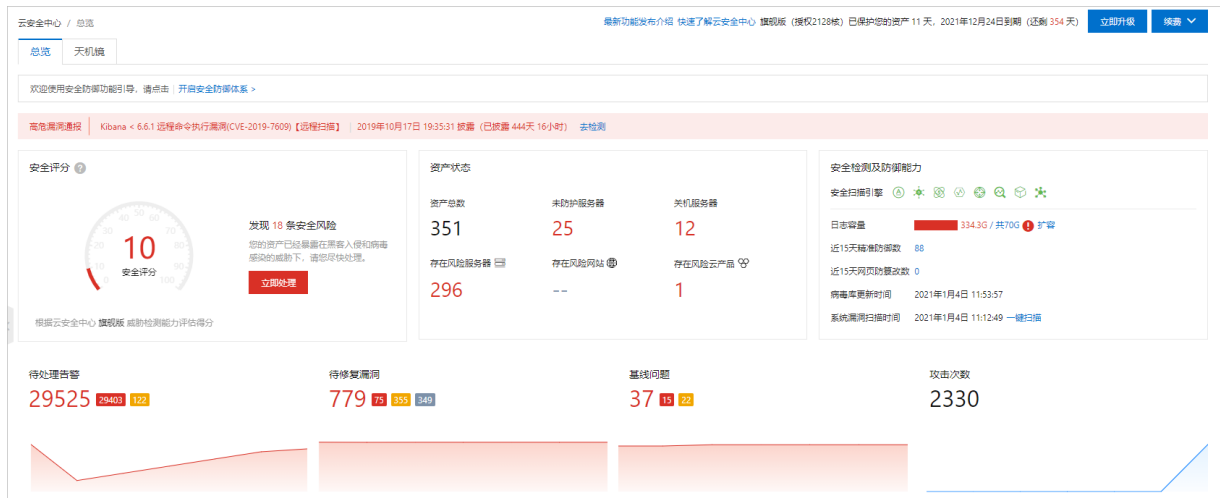 云安全中心 / 总览
最新功能发布介绍 快速了解云安全中心 旗舰版（授权2128核）已保护您的资产 11 天，2021年12月24日到期（还剩 354 天） 立即升级 续费
总览 天机镜
欢迎使用安全防御功能引导，请点击 | 开启安全防御体系 >
高危漏洞通报 Kibana < 6.6.1 远程命令执行漏洞(CVE-2019-7609)【远程扫描】 | 2019年10月17日 19:35:31 披露（已披露 444天 16小时） 去检测
安全评分 ?
0 10 20 30 40 50 60 70 80 90 100
10
安全评分
发现 18 条安全风险
您的资产已经暴露在黑客入侵和病毒
感染的威胁下，请您尽快处理。
立即处理
根据云安全中心 旗舰版 威胁检测能力评估得分
资产状态
资产总数 未防护服务器 关机服务器
351 25 12
存在风险服务器 存在风险网站 存在风险云产品
296 -- 1
安全检测及防御能力
安全扫描引擎
日志容量 334.3G / 共70G ! 扩容
近15天精准防御数 88
近15天网页防篡改数 0
病毒库更新时间 2021年1月4日 11:53:57
系统漏洞扫描时间 2021年1月4日 11:12:49 一键扫描
待处理告警 待修复漏洞 基线问题 攻击次数
29525 29403 122 779 75 355 349 37 15 22 2330